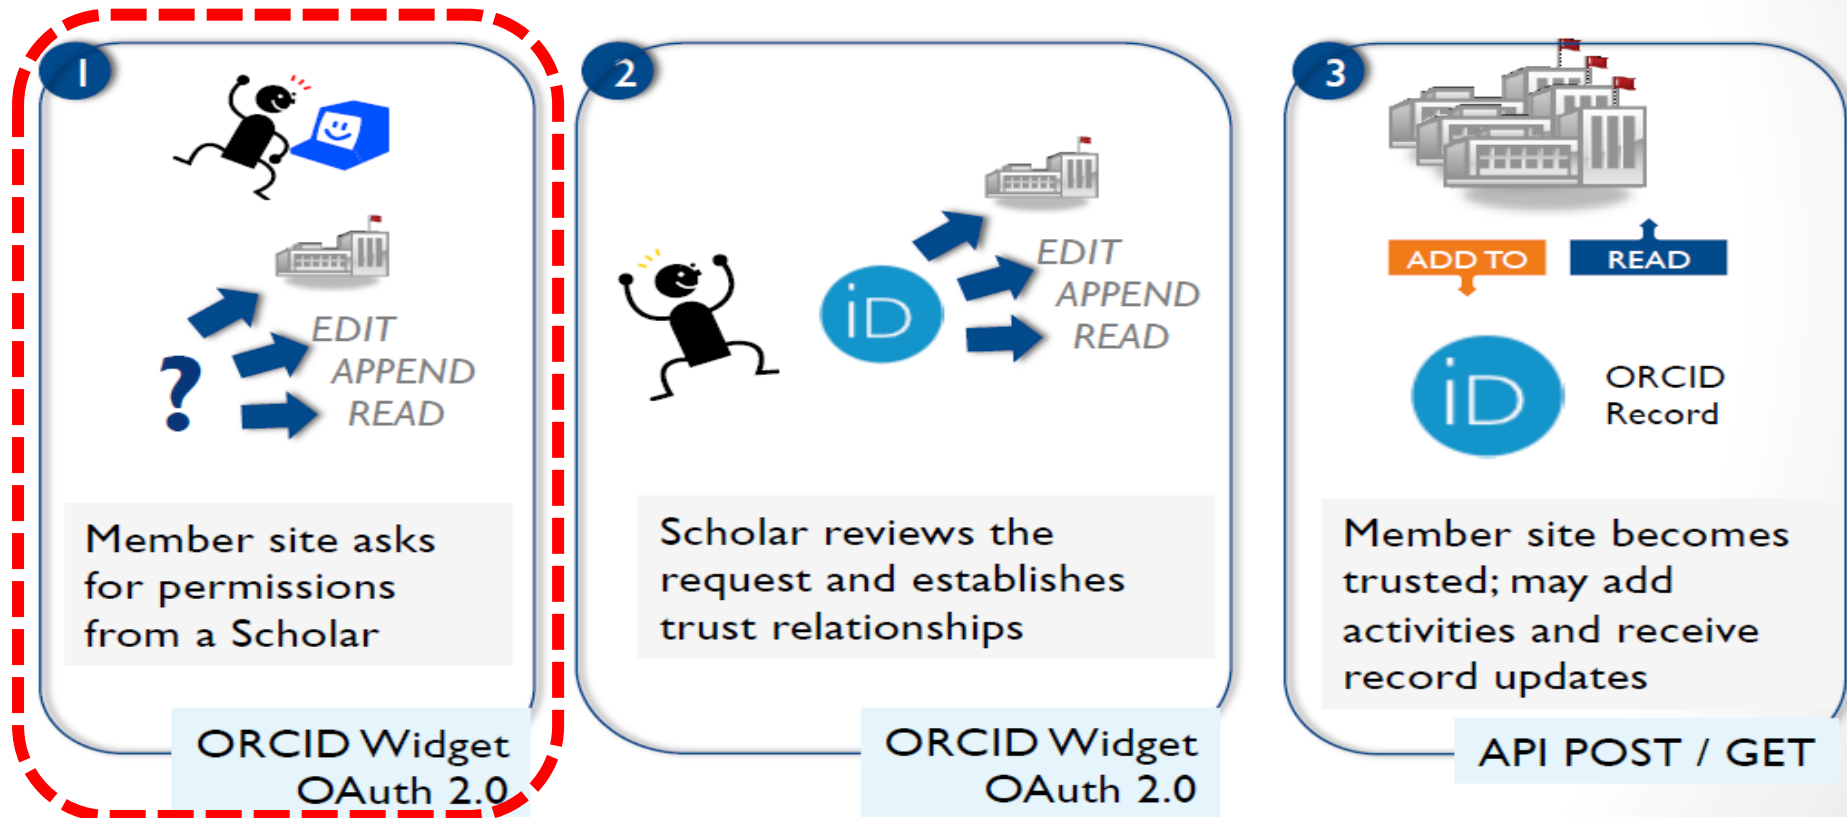 1
?
EDIT
APPEND
READ
Member site asks
for permissions
from a Scholar
ORCID Widget
OAuth 2.0
2
iD
EDIT
APPEND
READ
Scholar reviews the
request and establishes
trust relationships
ORCID Widget
OAuth 2.0
3
ADD TO
READ
iD
ORCID
Record
Member site becomes
trusted; may add
activities and receive
record updates
API POST / GET